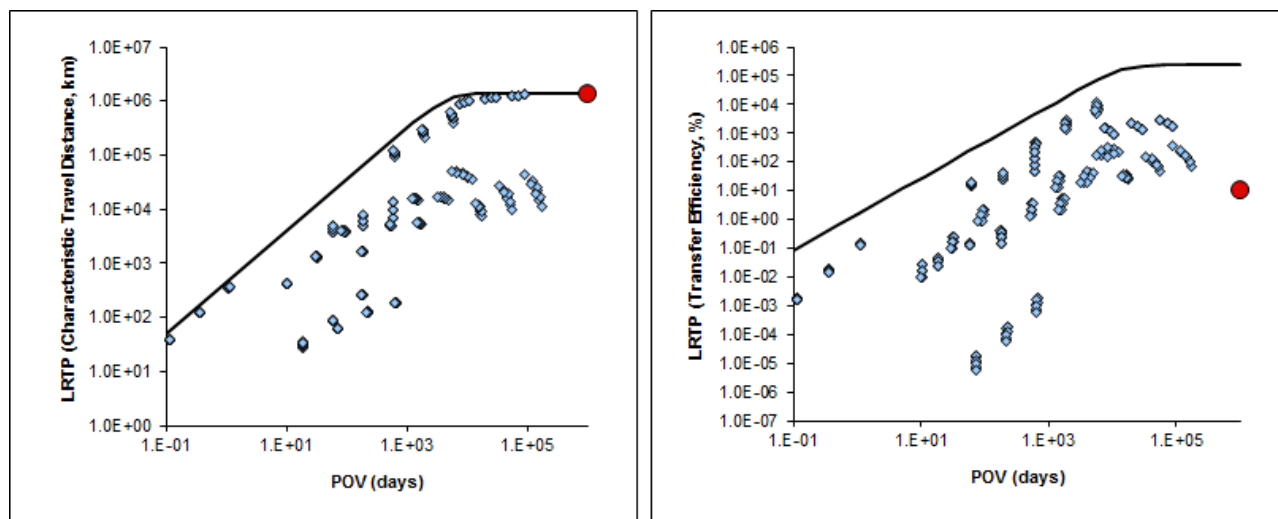 LRTP (Characteristic Travel Distance, km)
1.0E+07
1.0E+06
1.0E+05
1.0E+04
1.0E+03
1.0E+02
1.0E+01
1.0E+00
1.E-01
1.E+01
1.E+03
1.E+05
POV (days)
LRTP (Transfer Efficiency, %)
1.0E+06
1.0E+05
1.0E+04
1.0E+03
1.0E+02
1.0E+01
1.0E+00
1.0E-01
1.0E-02
1.0E-03
1.0E-04
1.0E-05
1.0E-06
1.0E-07
1.E-01
1.E+01
1.E+03
1.E+05
POV (days)